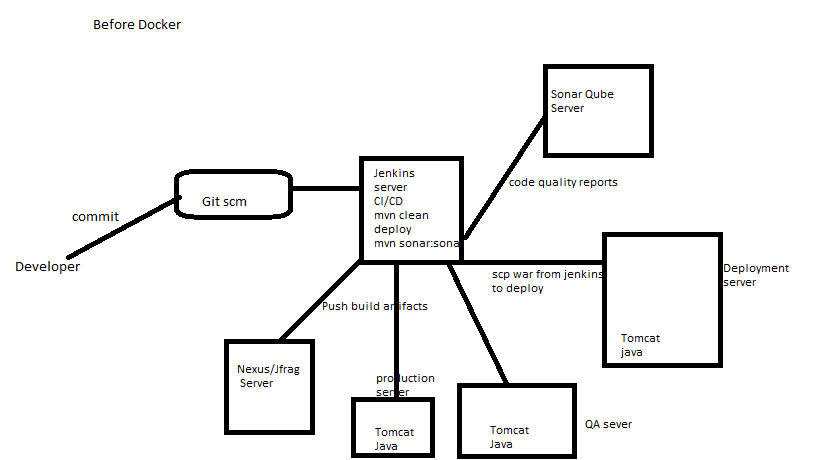 Before Docker
Sonar Qube
Server
Jenkins
server
CI/CD
mvn clean
deploy
mvn sonar:sona
code quality reports
Git scm
commit
Developer
scp war from jenkins
to deploy
Deployment
server
Tomcat
java
Push build artifacts
Nexus/Jfrag
Server
production
server
Tomcat
Java
Tomcat
Java
QA sever